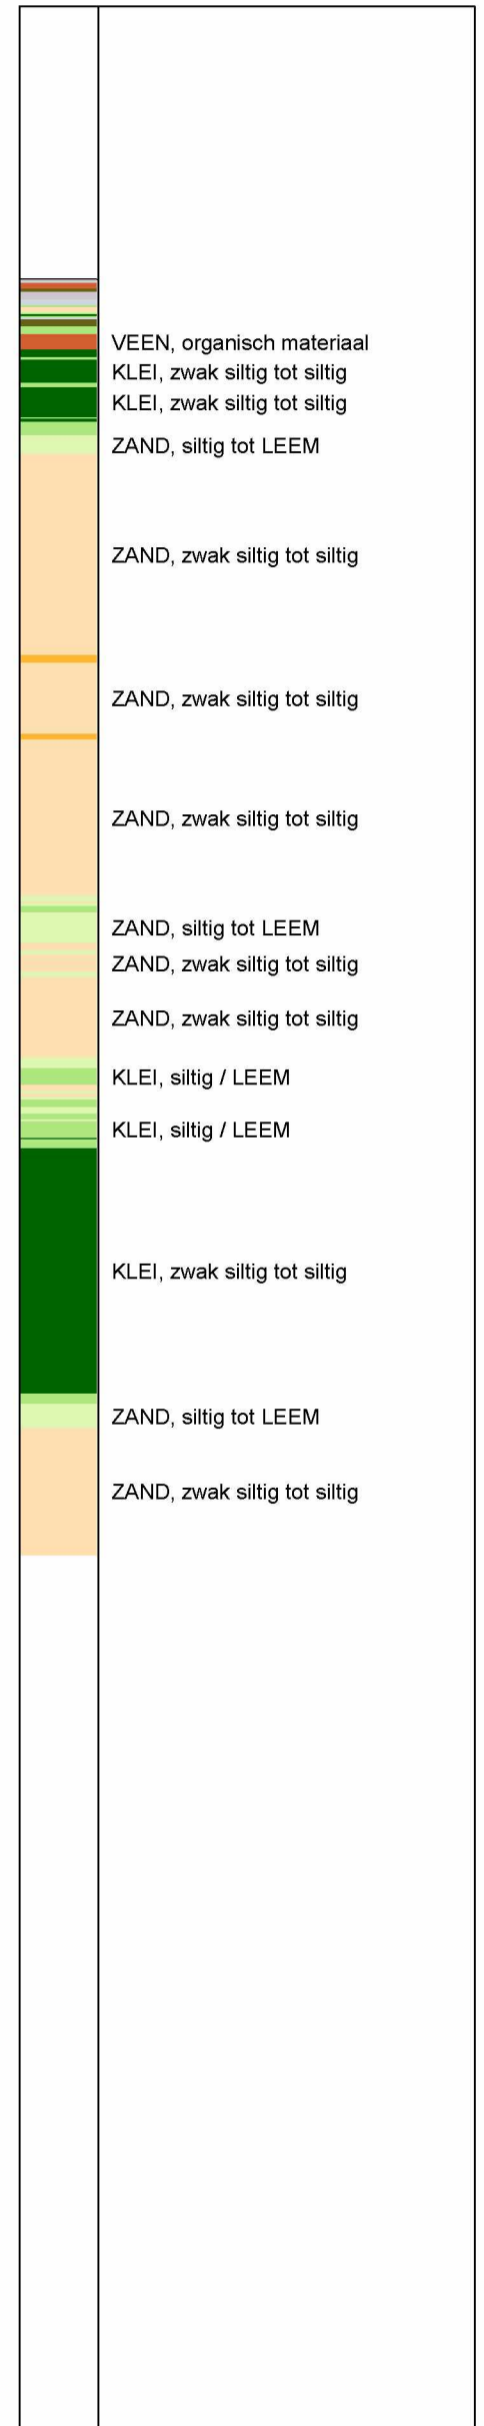 VEEN, organisch materiaal
KLEI, zwak siltig tot siltig
KLEI, zwak siltig tot siltig
ZAND, siltig tot LEEM
ZAND, zwak siltig tot siltig
ZAND, zwak siltig tot siltig
ZAND, zwak siltig tot siltig
ZAND, siltig tot LEEM
ZAND, zwak siltig tot siltig
ZAND, zwak siltig tot siltig
KLEI, siltig / LEEM
KLEI, siltig / LEEM
KLEI, zwak siltig tot siltig
ZAND, siltig tot LEEM
ZAND, zwak siltig tot siltig